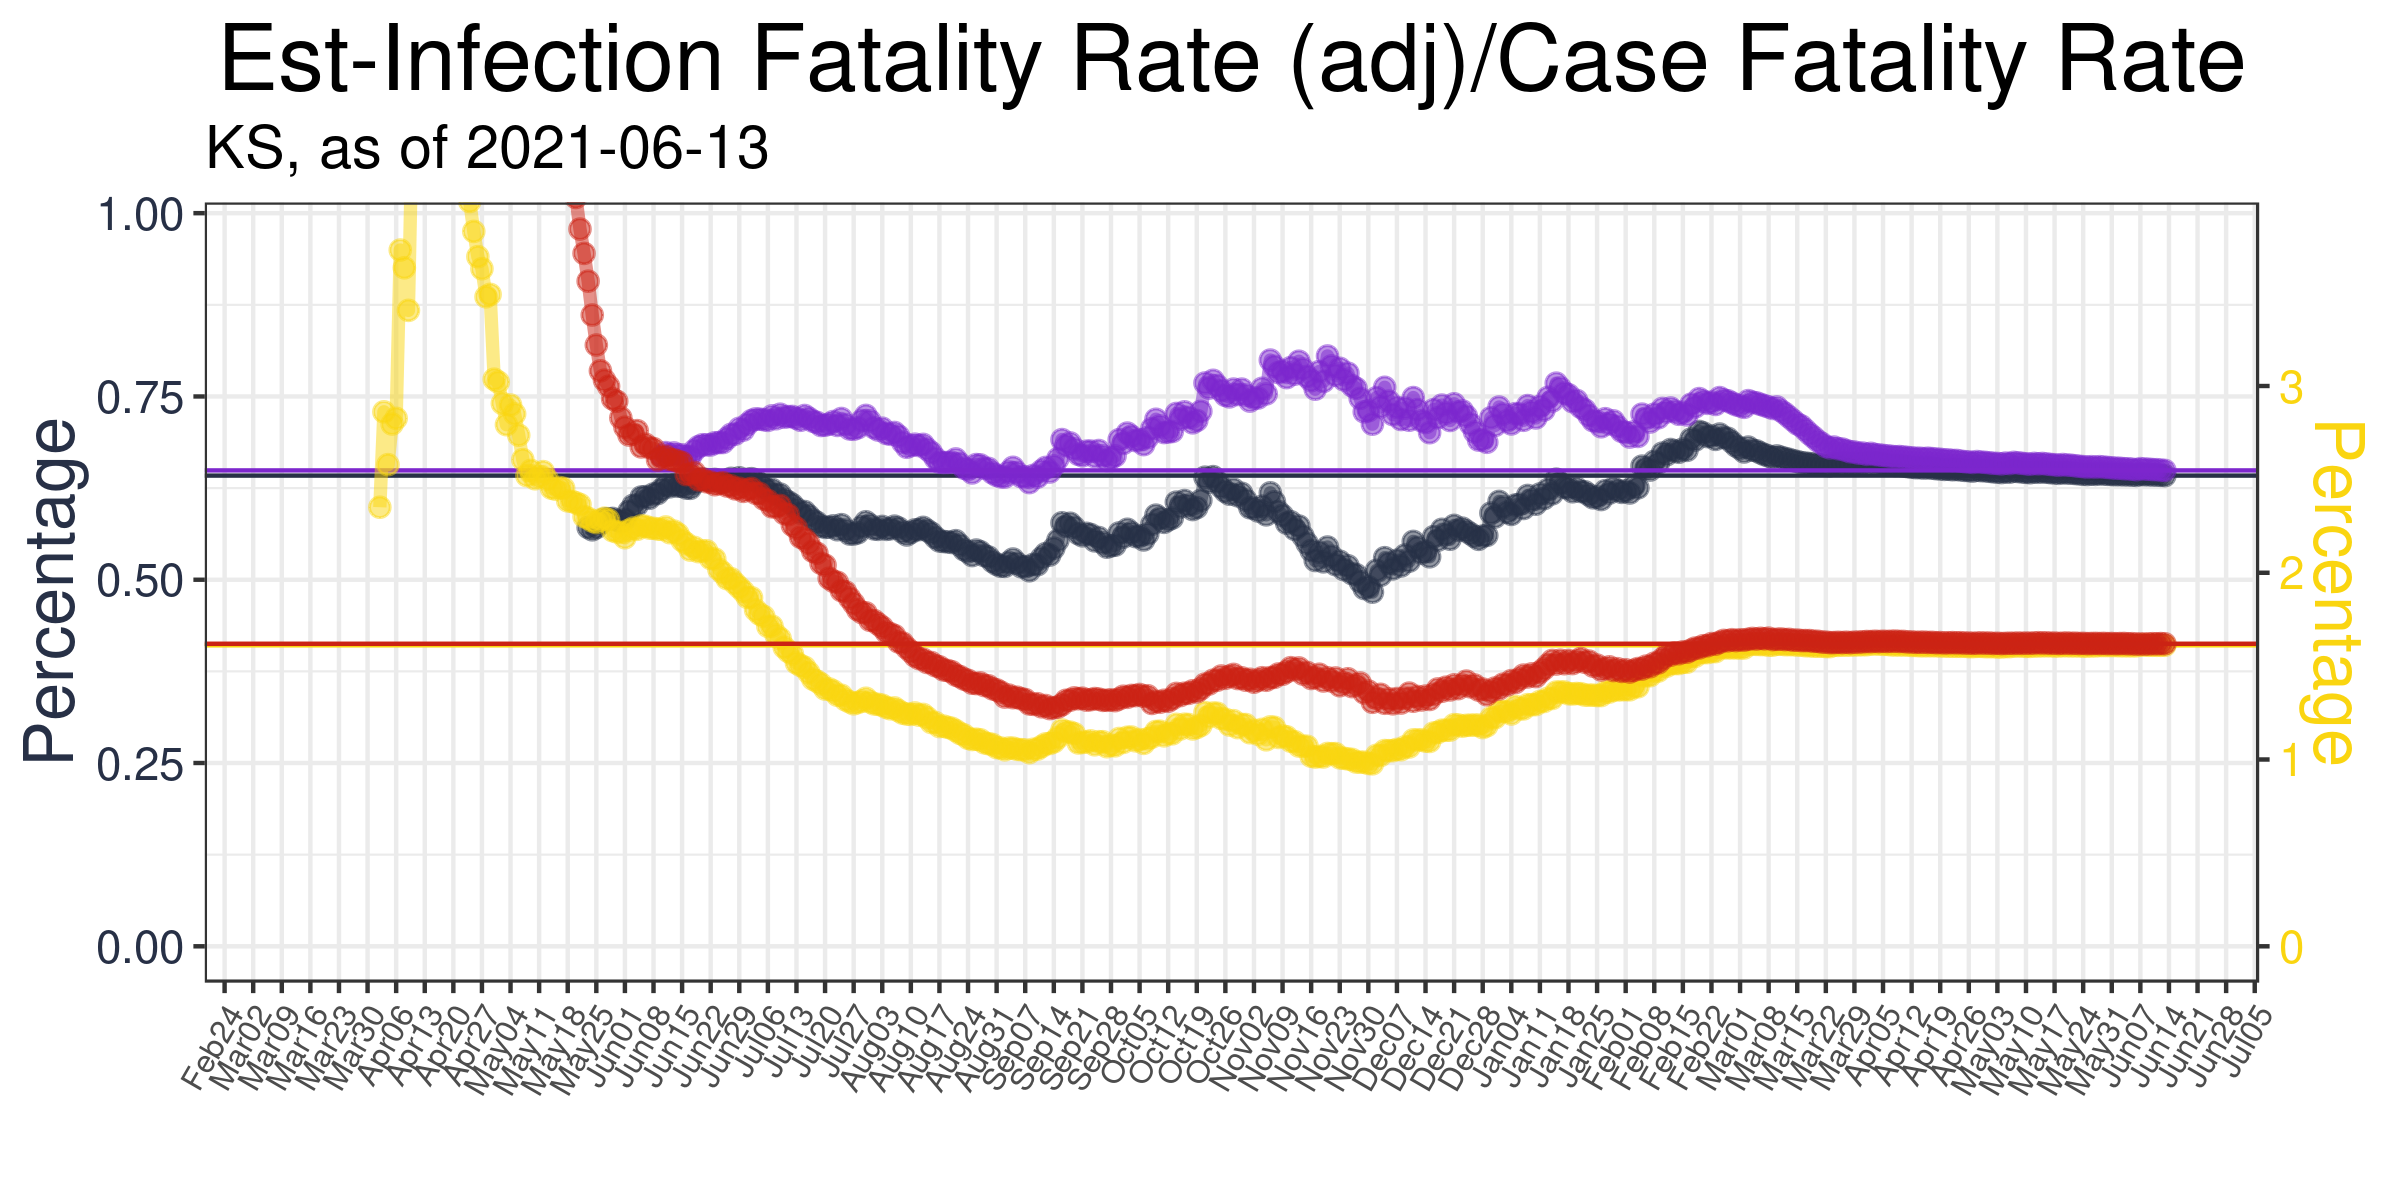 Est-Infection Fatality Rate (adj)/Case Fatality Rate
KS, as of 2021-06-13
Percentage
1.00
0.75
0.50
0.25
0.00
3
2
1
0
Percentage
Feb24
Mar02
Mar09
Mar16
Mar23
Mar30
Apr06
Apr13
Apr20
Apr27
May04
May11
May18
May25
Jun01
Jun08
Jun15
Jun22
Jun29
Jul06
Jul13
Jul20
Jul27
Aug03
Aug10
Aug17
Aug24
Aug31
Sep07
Sep14
Sep21
Sep28
Oct05
Oct12
Oct19
Oct26
Nov02
Nov09
Nov16
Nov23
Nov30
Dec07
Dec14
Dec21
Dec28
Jan04
Jan11
Jan18
Jan25
Feb01
Feb08
Feb15
Feb22
Mar01
Mar08
Mar15
Mar22
Mar29
Apr05
Apr12
Apr19
Apr26
May03
May10
May17
May24
May31
Jun07
Jun14
Jun21
Jun28
Jul05